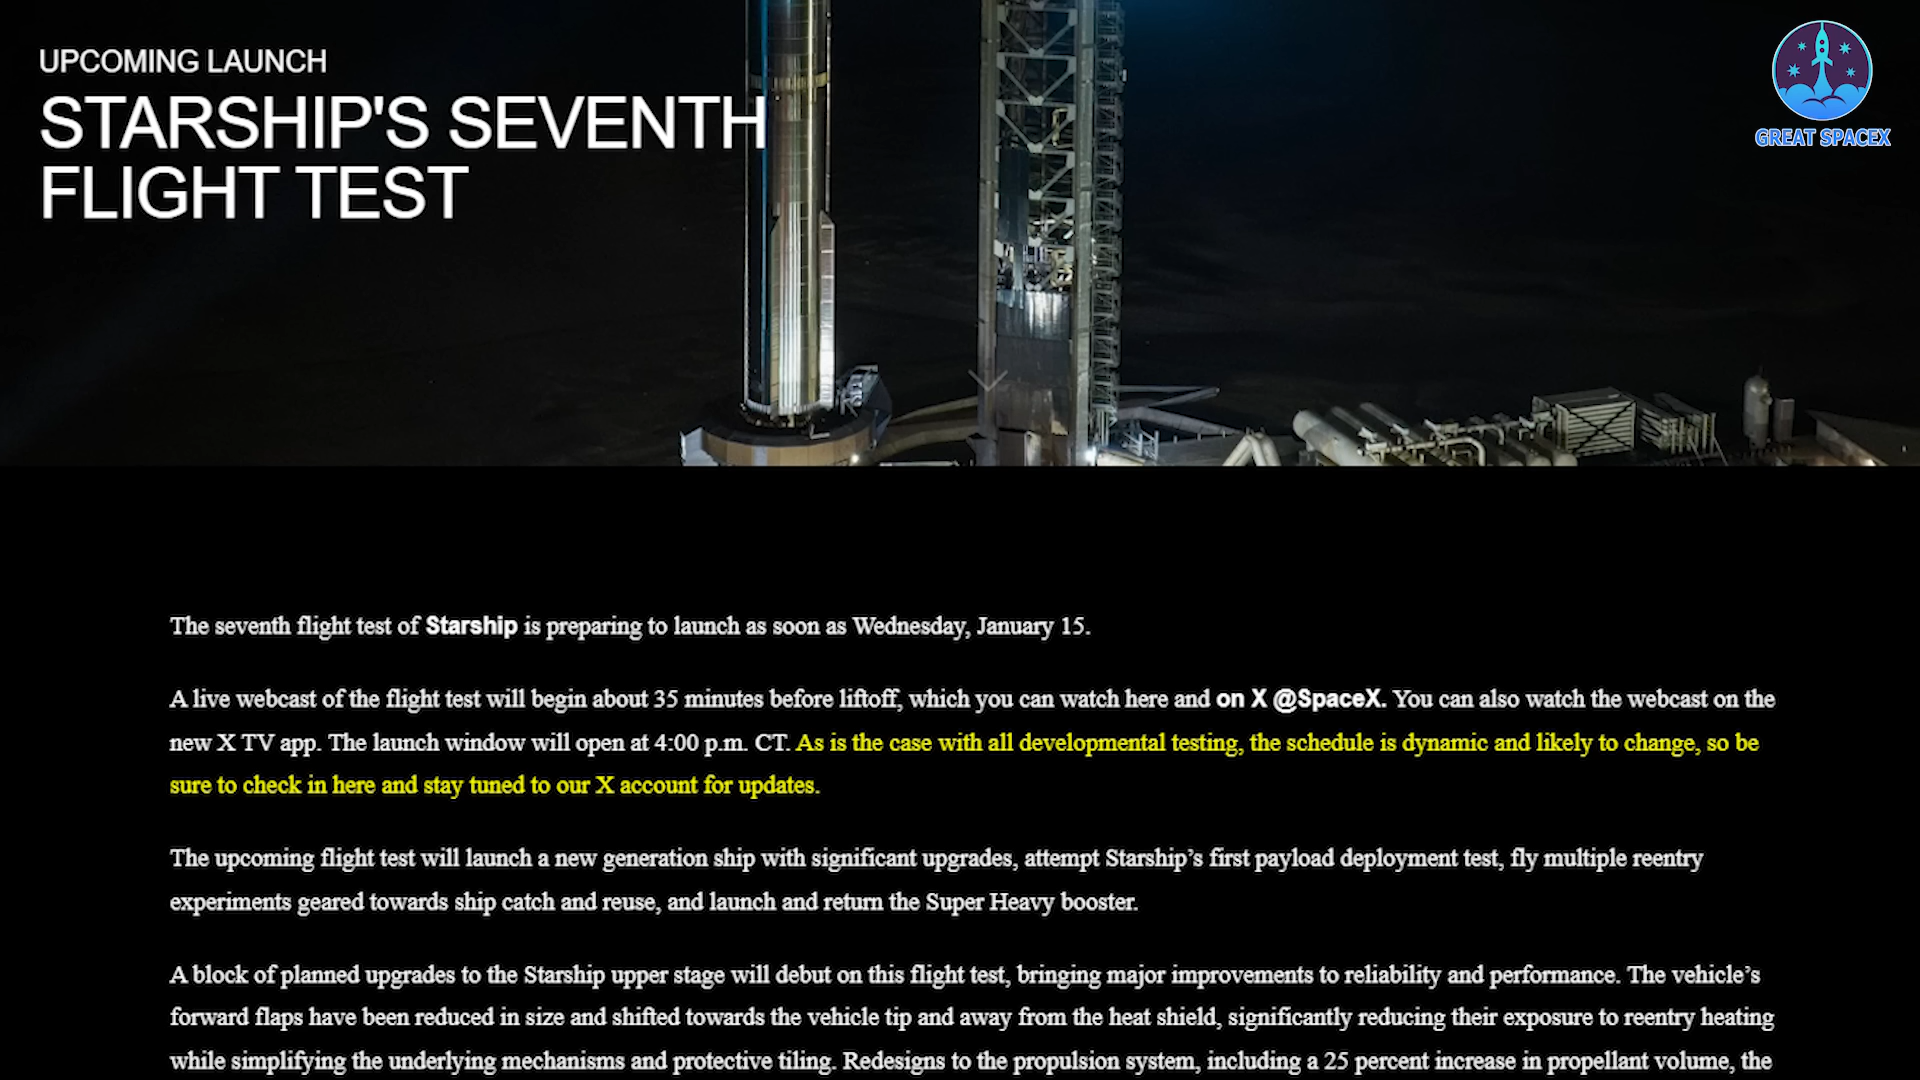 UPCOMING LAUNCH
STARSHIP'S SEVENTH
FLIGHT TEST
GREAT SPACEX
The seventh flight test of Starship is preparing to launch as soon as Wednesday, January 15.
A live webcast of the flight test will begin about 35 minutes before liftoff, which you can watch here and on X @SpaceX. You can also watch the webcast on the
new X TV app. The launch window will open at 4:00 p.m. CT. As is the case with all developmental testing, the schedule is dynamic and likely to change, so be
sure to check in here and stay tuned to our X account for updates.
The upcoming flight test will launch a new generation ship with significant upgrades, attempt Starship’s first payload deployment test, fly multiple reentry
experiments geared towards ship catch and reuse, and launch and return the Super Heavy booster.
A block of planned upgrades to the Starship upper stage will debut on this flight test, bringing major improvements to reliability and performance. The vehicle’s
forward flaps have been reduced in size and shifted towards the vehicle tip and away from the heat shield, significantly reducing their exposure to reentry heating
while simplifying the underlying mechanisms and protective tiling. Redesigns to the propulsion system, including a 25 percent increase in propellant volume, the